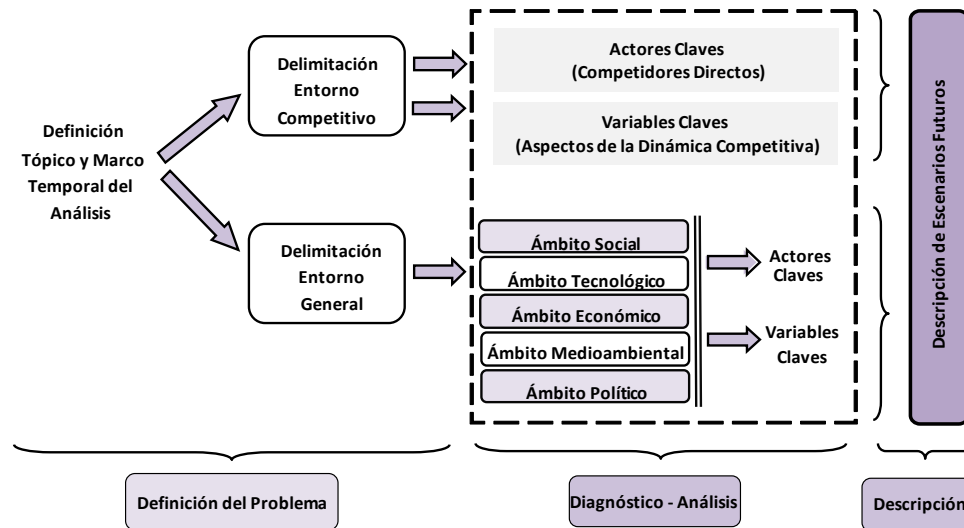 Definición
Tópico y Marco
Temporal del
Análisis
Delimitación
Entorno
Competitivo
Delimitación
Entorno
General
Actores Claves
(Competidores Directos)
Variables Claves
(Aspectos de la Dinámica Competitiva)
Ámbito Social
Ámbito Tecnológico
Ámbito Económico
Ámbito Medioambiental
Ámbito Político
Actores
Claves
Variables
Claves
Descripción de Escenarios Futuros
Definición del Problema
Diagnóstico - Análisis
Descripción